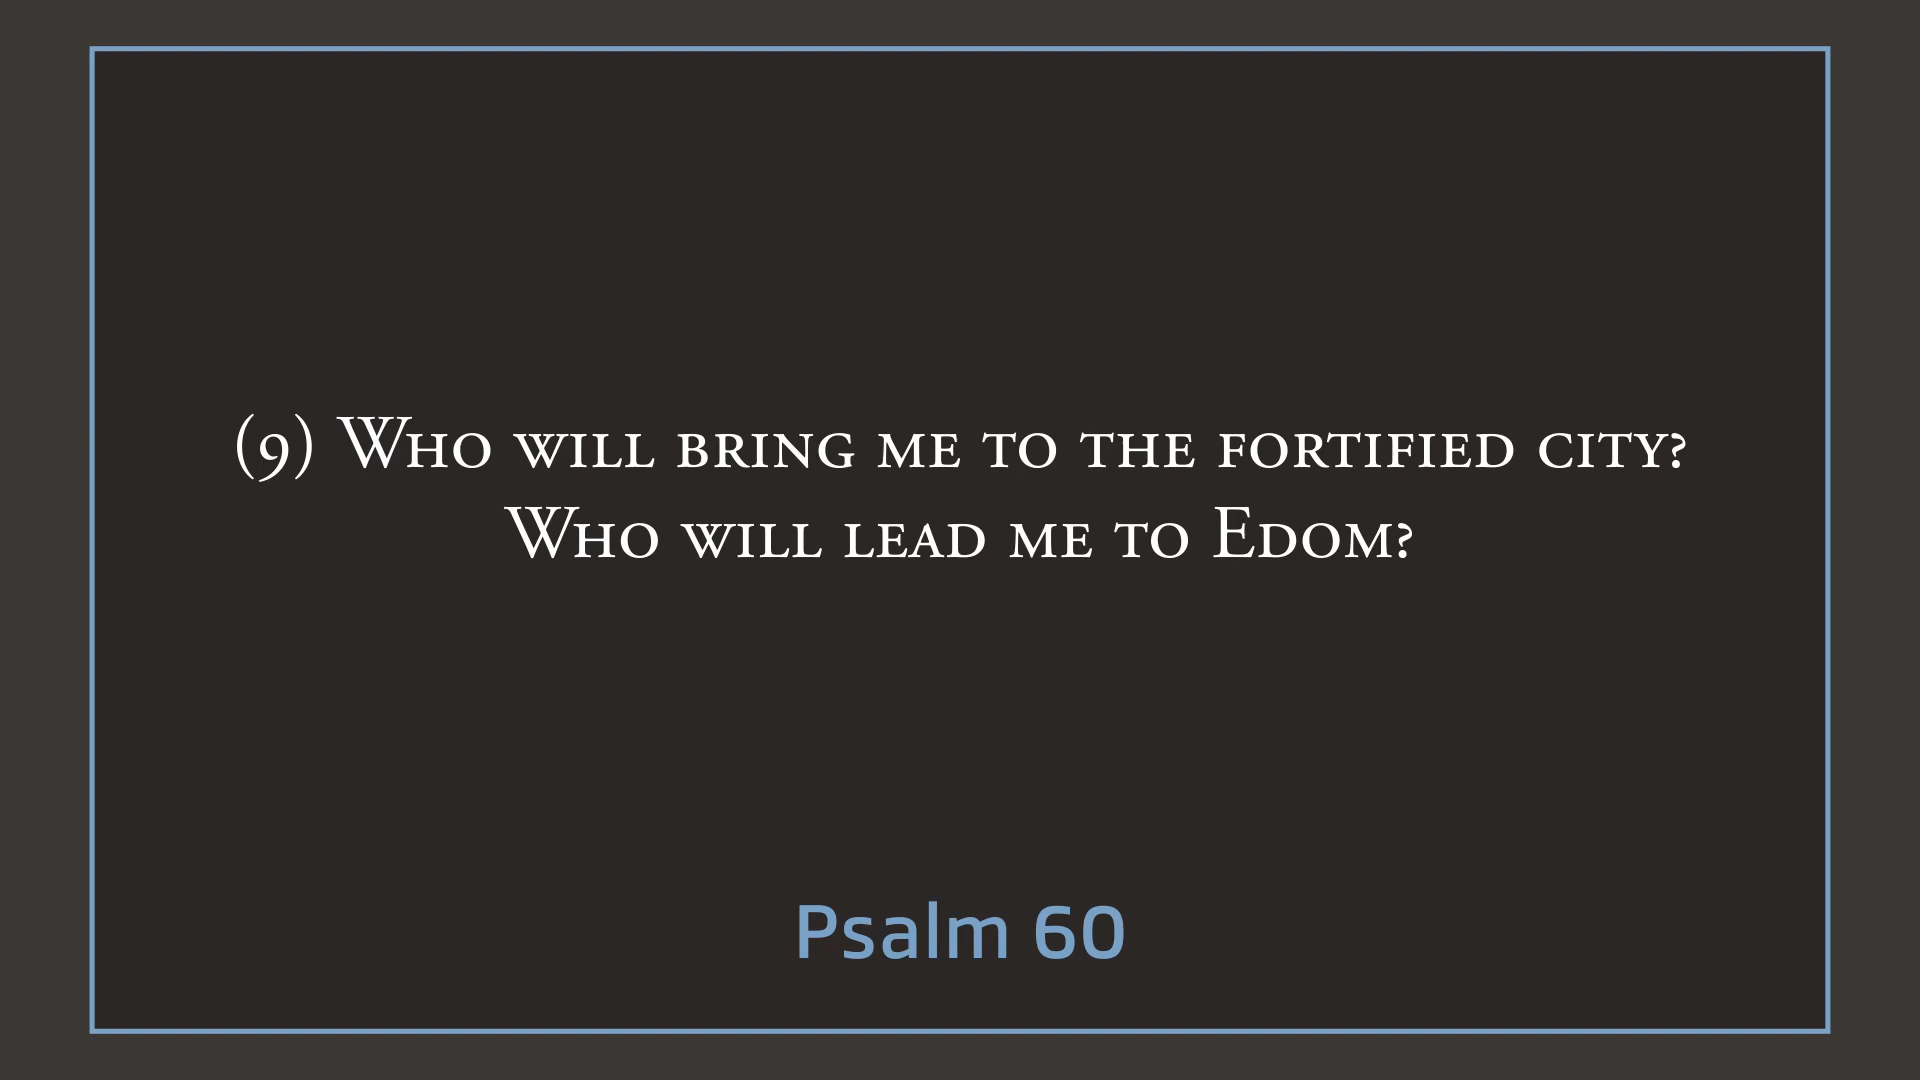 (9) Who will bring me to the fortified city?
Who will lead me to Edom?
Psalm 60